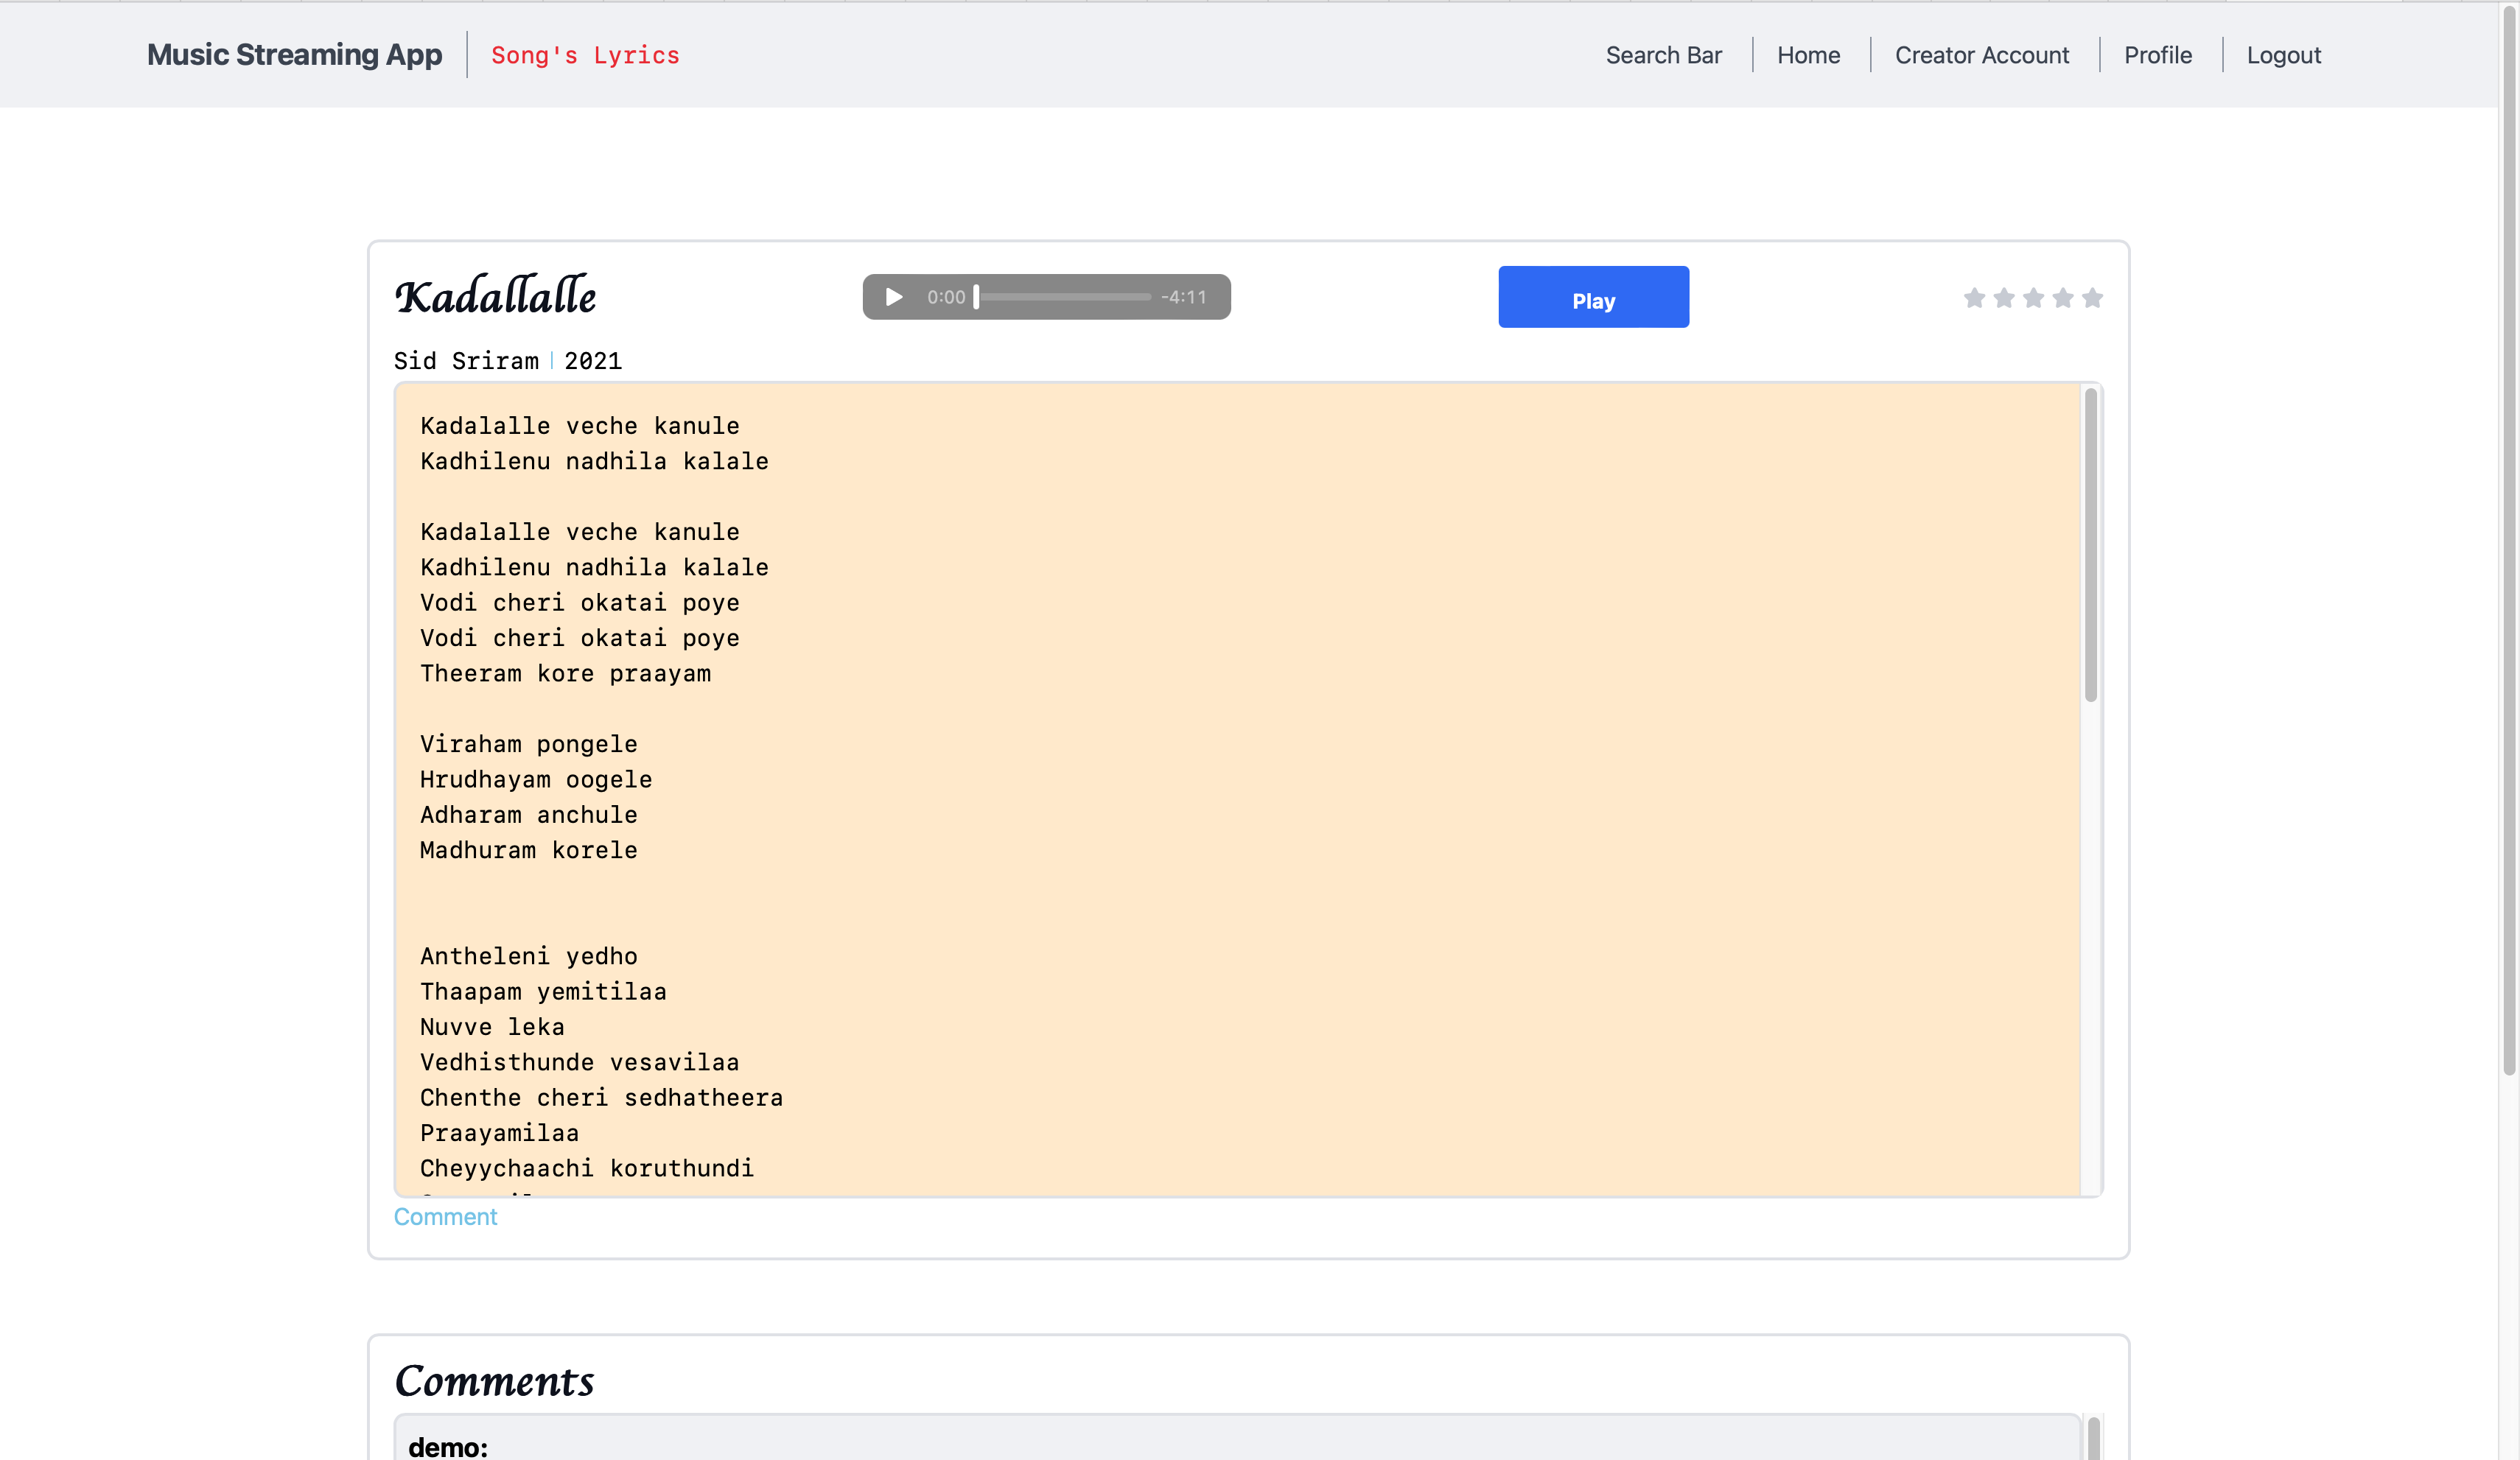 Music Streaming App
Song's Lyrics
Search Bar
Home
Creator Account
Profile
Logout
Kadallalle
0:00
-4:11
Play
Sid Sriram | 2021
Kadalalle veche kanule
Kadhilenu nadhila kalale
Kadalalle veche kanule
Kadhilenu nadhila kalale
Vodi cheri okatai poye
Vodi cheri okatai poye
Theeram kore praayam
Viraham pongele
Hrudhayam oogele
Adharam anchule
Madhuram korele
Antheleni yedho
Thaapam yemitilaa
Nuvve leka
Vedhisthunde vesavilaa
Chenthe cheri sedhatheera
Praayamilaa
Cheyychaachi koruthundi
Comment
Comments
demo: